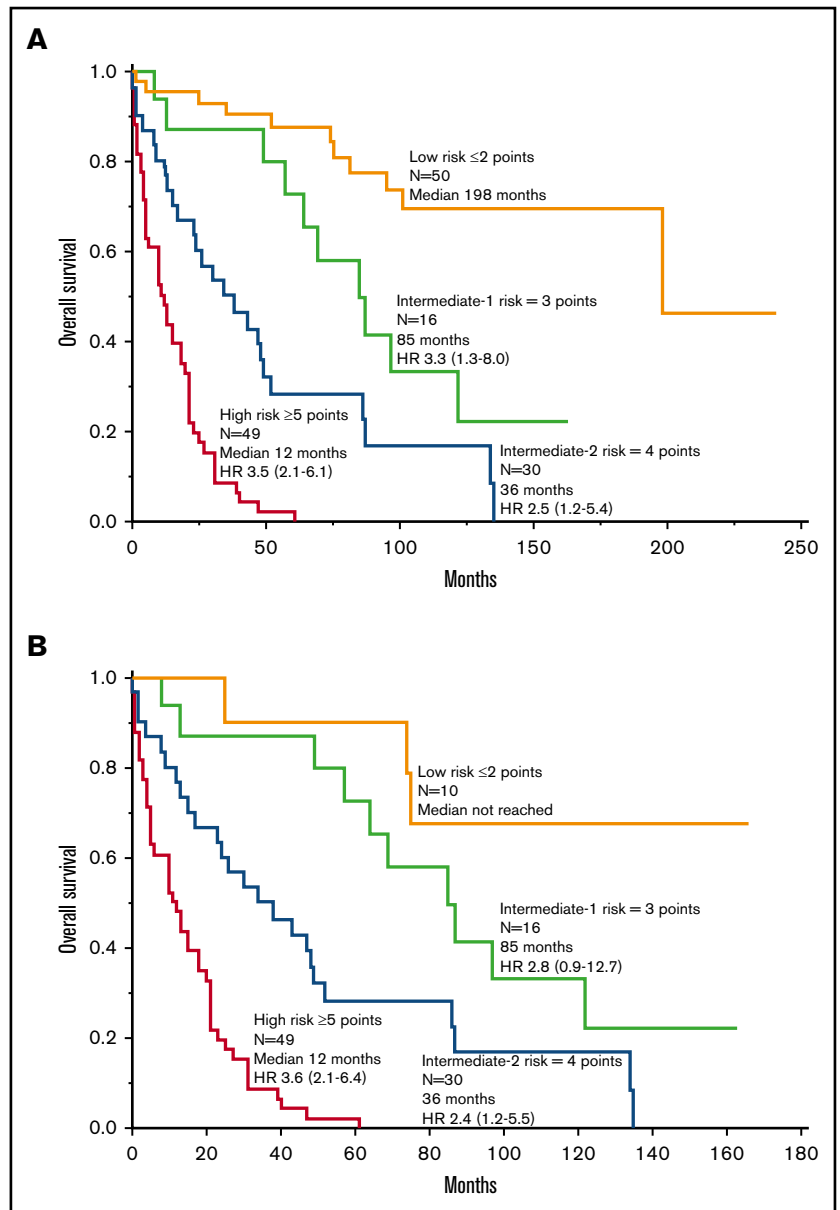 A
1.0
0.8
0.6
0.4
0.2
0.0
Overall survival
Low risk ≤2 points
N=50
Median 198 months
Intermediate-1 risk = 3 points
N=16
85 months
HR 3.3 (1.3-8.0)
High risk ≥5 points
N=49
Median 12 months
HR 3.5 (2.1-6.1)
Intermediate-2 risk = 4 points
N=30
36 months
HR 2.5 (1.2-5.4)
0 50 100 150 200 250
Months
B
1.0
0.8
0.6
0.4
0.2
0.0
Overall survival
Low risk ≤2 points
N=10
Median not reached
Intermediate-1 risk = 3 points
N=16
85 months
HR 2.8 (0.9-12.7)
High risk ≥5 points
N=49
Median 12 months
HR 3.6 (2.1-6.4)
Intermediate-2 risk = 4 points
N=30
36 months
HR 2.4 (1.2-5.5)
0 20 40 60 80 100 120 140 160 180
Months